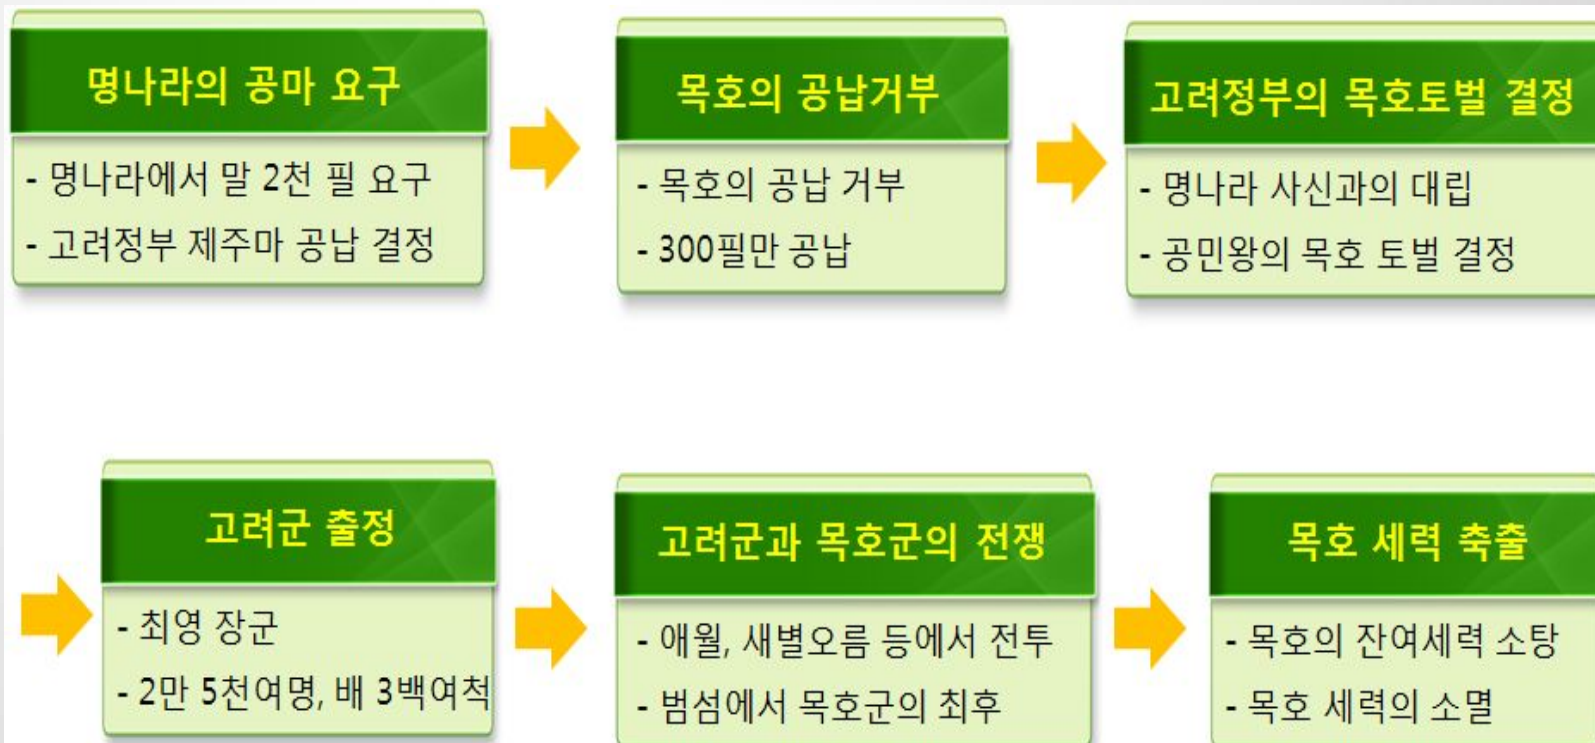 명나라의 공마 요구
- 명나라에서 말 2천 필 요구
- 고려정부 제주마 공납 결정
목호의 공납거부
- 목호의 공납 거부
- 300필만 공납
고려정부의 목호토벌 결정
- 명나라 사신과의 대립
- 공민왕의 목호 토벌 결정
고려군 출정
- 최영 장군
- 2만 5천여명, 배 3백여척
고려군과 목호군의 전쟁
- 애월, 새별오름 등에서 전투
- 범섬에서 목호군의 최후
목호 세력 축출
- 목호의 잔여세력 소탕
- 목호 세력의 소멸